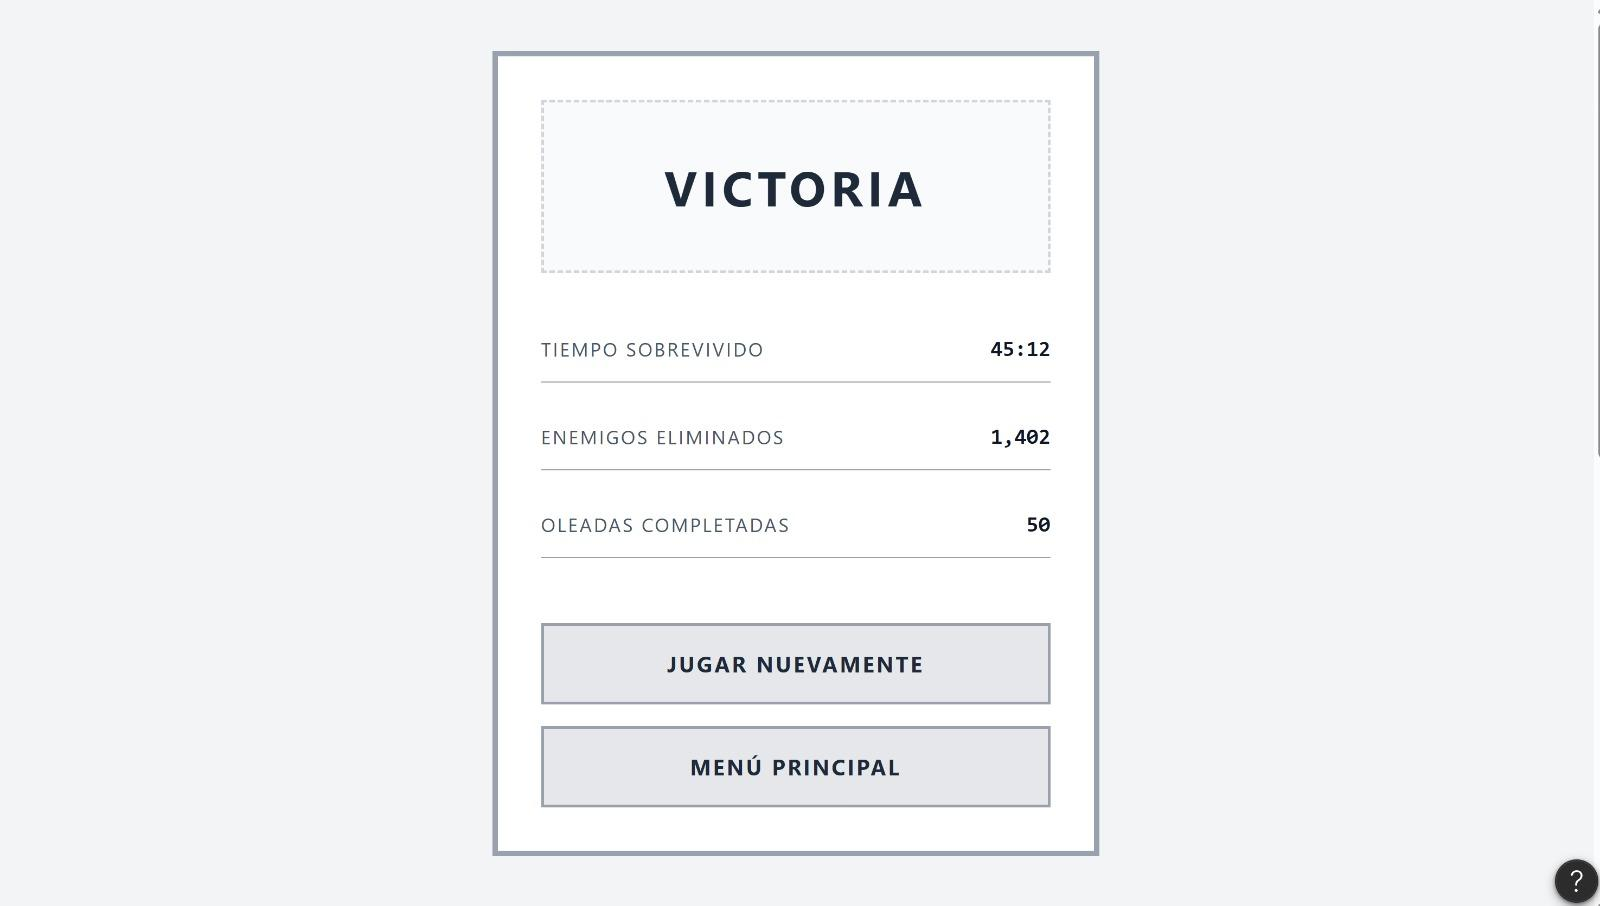 VICTORIA
TIEMPO SOBREVIVIDO 45:12
ENEMIGOS ELIMINADOS 1,402
OLEADAS COMPLETADAS 50
JUGAR NUEVAMENTE
MENÚ PRINCIPAL
?